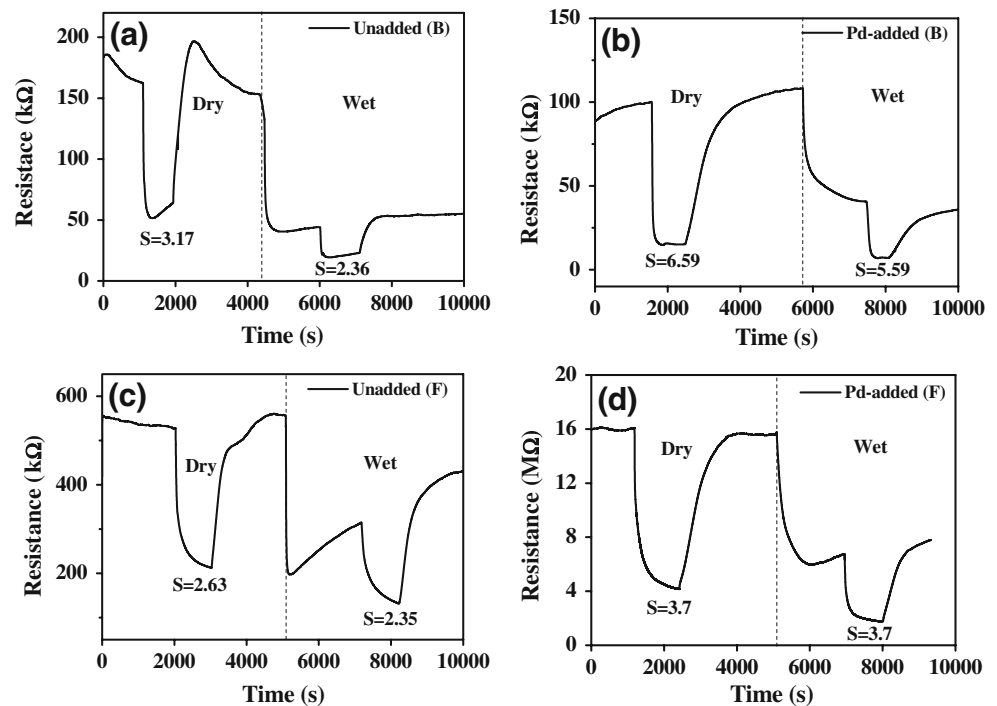 (a)
Unadded (B)
Dry
Wet
S=3.17
S=2.36
Resistace (kΩ)
200
150
100
50
0
0 2000 4000 6000 8000 10000
Time (s)
(b)
Pd-added (B)
Dry
Wet
S=6.59
S=5.59
Resistace (kΩ)
150
100
50
0
0 2000 4000 6000 8000 10000
Time (s)
(c)
Unadded (F)
Dry
Wet
S=2.63
S=2.35
Resistance (kΩ)
600
400
200
0 2000 4000 6000 8000 10000
Time (s)
(d)
Pd-added (F)
Dry
Wet
S=3.7
S=3.7
Resistance (MΩ)
20
16
12
8
4
0
0 2000 4000 6000 8000 10000
Time (s)